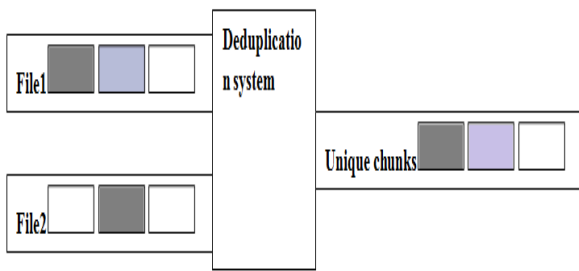 File1
Deduplicatio
n system
Unique chunks
File2